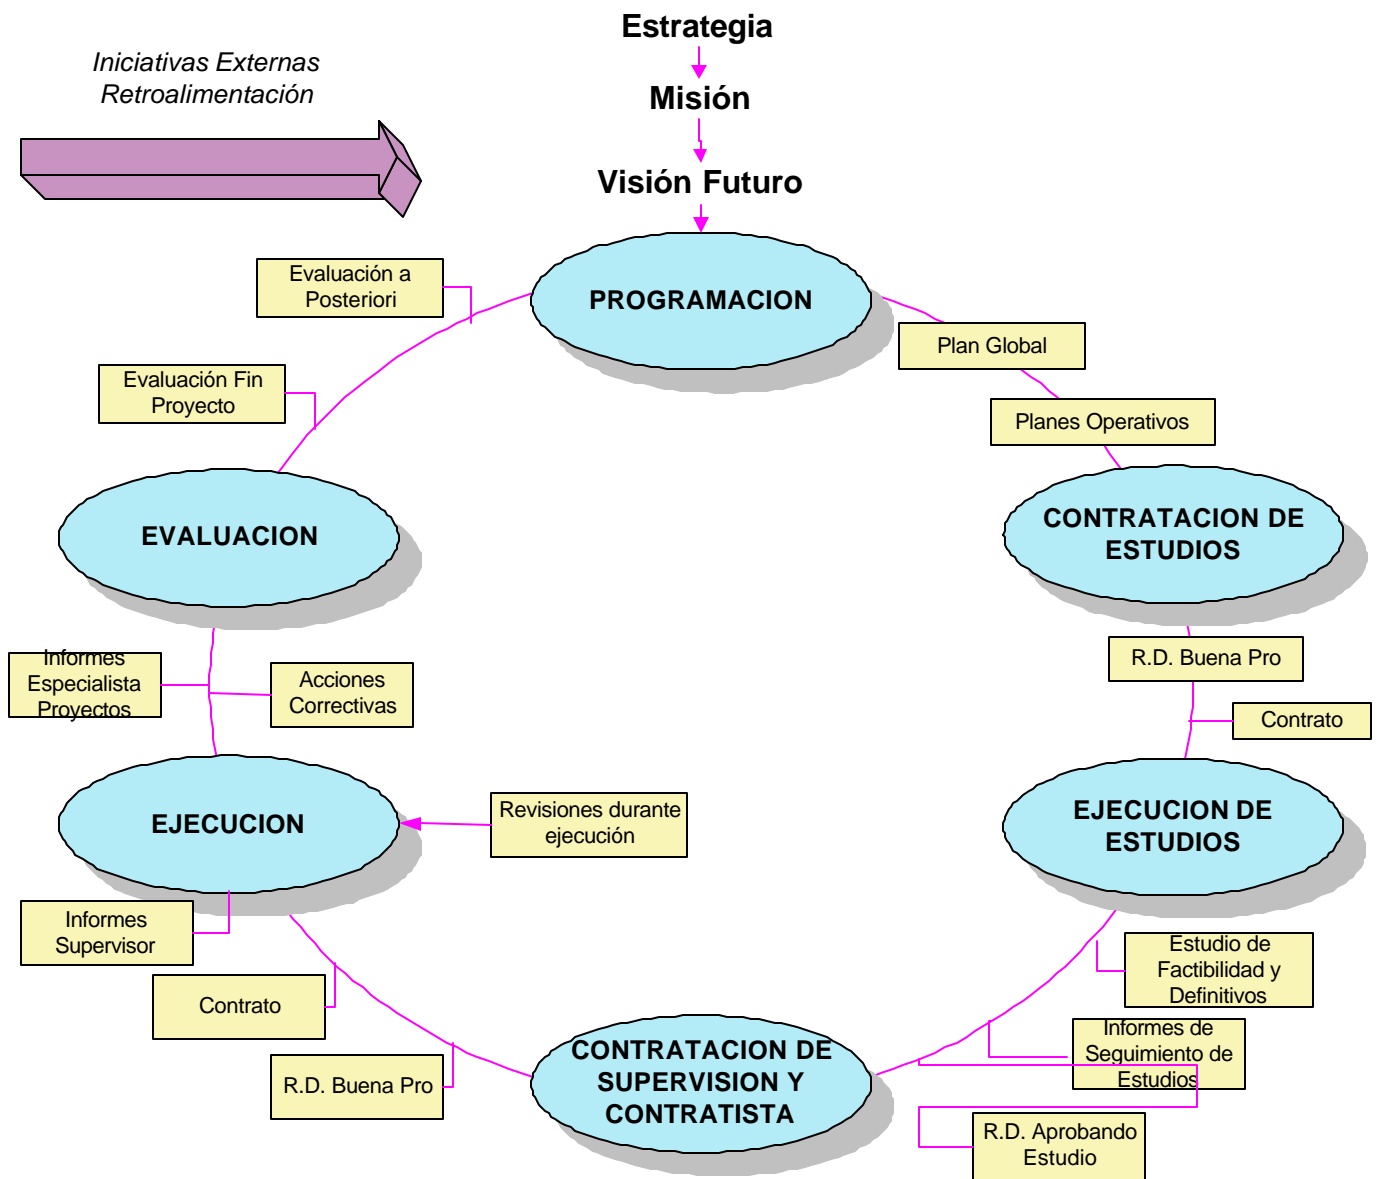 Estrategia
Iniciativas Externas
Retroalimentación
Misión
Visión Futuro
Evaluación a
Posteriori
PROGRAMACION
Plan Global
Evaluación Fin
Proyecto
Planes Operativos
EVALUACION
CONTRATACION DE
ESTUDIOS
Informes
Especialista
Proyectos
Acciones
Correctivas
R.D. Buena Pro
Contrato
EJECUCION
Revisiones durante
ejecución
EJECUCION DE
ESTUDIOS
Informes
Supervisor
Estudio de
Factibilidad y
Definitivos
Contrato
Informes de
Seguimiento de
Estudios
R.D. Buena Pro
CONTRATACION DE
SUPERVISION Y
CONTRATISTA
R.D. Aprobando
Estudio